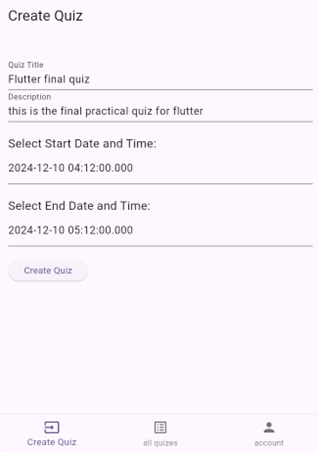 Create Quiz
Quiz Title
Flutter final quiz
Description
this is the final practical quiz for flutter
Select Start Date and Time:
2024-12-10 04:12:00.000
Select End Date and Time:
2024-12-10 05:12:00.000
Create Quiz
Create Quiz
all quizes
account